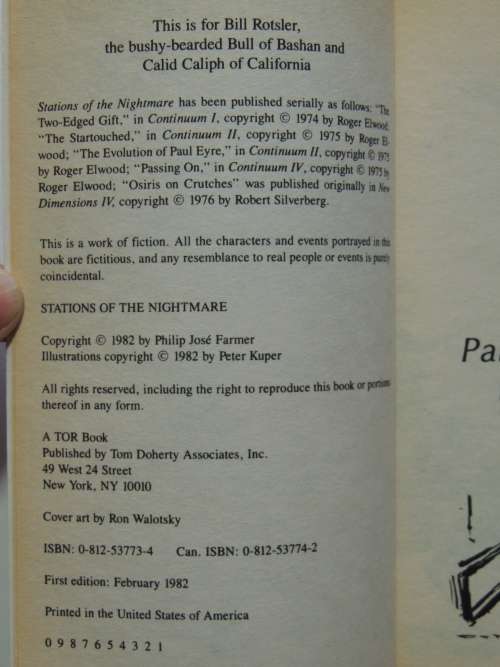 This is for Bill Rotsler,
the bushy-bearded Bull of Bashan and
Calid Caliph of California
Stations of the Nightmare has been published serially as follows: "The
Two-Edged Gift," in Continuum I, copyright © 1974 by Roger Elwood;
"The Startouched," in Continuum II, copyright © 1975 by Roger El-
wood; "The Evolution of Paul Eyre," in Continuum II, copyright © 1975
by Roger Elwood; "Passing On," in Continuum IV, copyright © 1975 by
Roger Elwood; "Osiris on Crutches" was published originally in New
Dimensions IV, copyright © 1976 by Robert Silverberg.
This is a work of fiction. All the characters and events portrayed in this
book are fictitious, and any resemblance to real people or events is purely
coincidental.
STATIONS OF THE NIGHTMARE
Copyright © 1982 by Philip José Farmer
Illustrations copyright © 1982 by Peter Kuper
All rights reserved, including the right to reproduce this book or portions
thereof in any form.
A TOR Book
Published by Tom Doherty Associates, Inc.
49 West 24 Street
New York, NY 10010
Cover art by Ron Walotsky
ISBN: 0-812-53773-4 Can. ISBN: 0-812-53774-2
First edition: February 1982
Printed in the United States of America
0 9 8 7 6 5 4 3 2 1
Pa